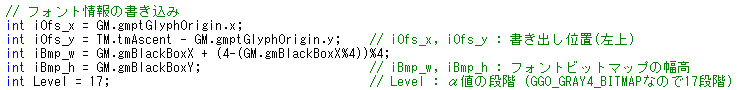 // フォント情報の書き込み
int iOfs_x = GM.gmptGlyphOrigin.x;
int iOfs_y = TM.tmAscent - GM.gmptGlyphOrigin.y;    // iOfs_x, iOfs_y : 書き出し位置(左上)
int iBmp_w = GM.gmBlackBoxX + (4-(GM.gmBlackBoxX%4))%4;
int iBmp_h = GM.gmBlackBoxY;                        // iBmp_w, iBmp_h : フォントビットマップの幅高
int Level = 17;                                     // Level : α値の段階 (GGO_GRAY4_BITMAPなので17段階)